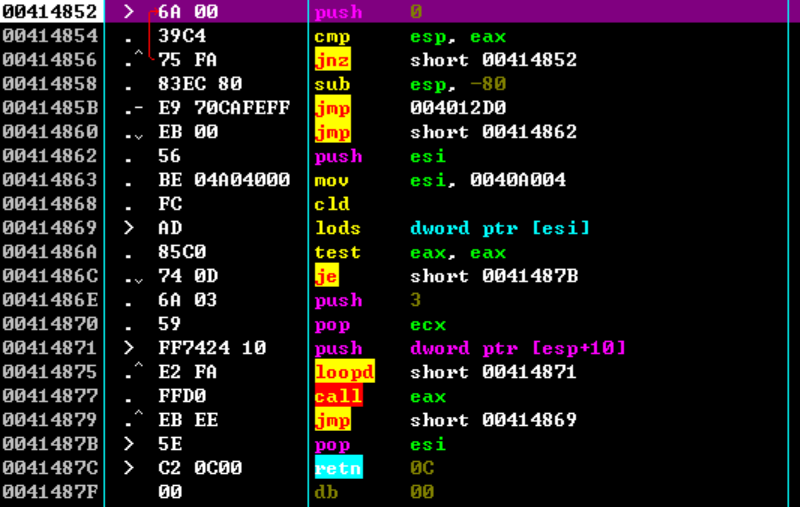 00414852 > 6A 00 push 0
00414854 . 39C4 cmp esp, eax
00414856 .^ 75 FA jnz short 00414852
00414858 . 83EC 80 sub esp, -80
0041485B .- E9 70CAFEFF jmp 004012D0
00414860 .v EB 00 jmp short 00414862
00414862 . 56 push esi
00414863 . BE 04A04000 mov esi, 0040A004
00414868 . FC cld
00414869 > AD lods dword ptr [esi]
0041486A . 85C0 test eax, eax
0041486C .v 74 0D je short 0041487B
0041486E . 6A 03 push 3
00414870 . 59 pop ecx
00414871 > FF7424 10 push dword ptr [esp+10]
00414875 .^ E2 FA loopd short 00414871
00414877 . FFD0 call eax
00414879 .^ EB EE jmp short 00414869
0041487B > 5E pop esi
0041487C > C2 0C00 retn 0C
0041487F 00 db 00